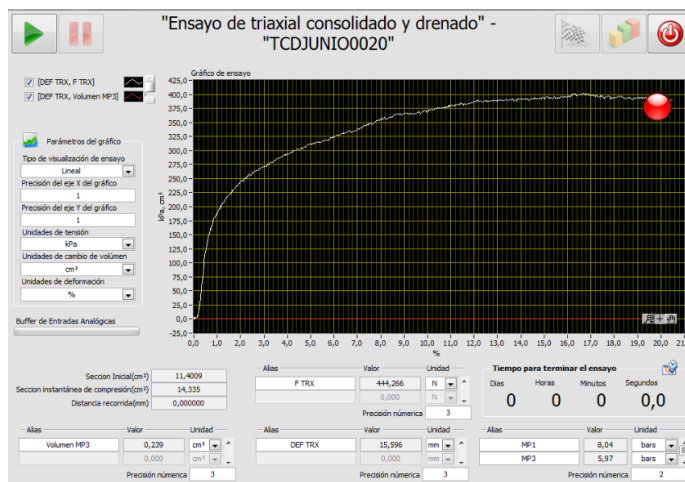 "Ensayo de triaxial consolidado y drenado" -
"TCDJUNIO0020"
Gráfico de ensayo
[DEF TRX, F TRX]
[DEF TRX, Volumen MP3]
Parámetros del gráfico
Tipo de visualización de ensayo
Lineal
Precisión del eje X del gráfico
1
Precisión del eje Y del gráfico
1
Unidades de tensión
kPa
Unidades de cambio de volúmen
cm³
Unidades de deformación
%
Buffer de Entradas Analógicas
kPa, cm³
425,0
400,0
375,0
350,0
325,0
300,0
275,0
250,0
225,0
200,0
175,0
150,0
125,0
100,0
75,0
50,0
25,0
0,0
-25,0
0,0 1,0 2,0 3,0 4,0 5,0 6,0 7,0 8,0 9,0 10,0 11,0 12,0 13,0 14,0 15,0 16,0 17,0 18,0 19,0 20,0 21
%
Seccion Inicial(cm²) 11,4009
Seccion instantánea de compresión(cm²) 14,335
Distancia recorrida(mm) 0,000000
Alias Valor Unidad
F TRX 444,266 N
0,000 N
Precisión númerica 3
Tiempo para terminar el ensayo
Dias Horas Minutos Segundos
0 0 0 0,0
Alias Valor Unidad
Volumen MP3 0,239 cm³
0,000 cm³
Precisión númerica 3
Alias Valor Unidad
DEF TRX 15,596 mm
0,000 mm
Precisión númerica 3
Alias Valor Unidad
MP1 8,04 bars
MP3 5,97 bars
Precisión númerica 2